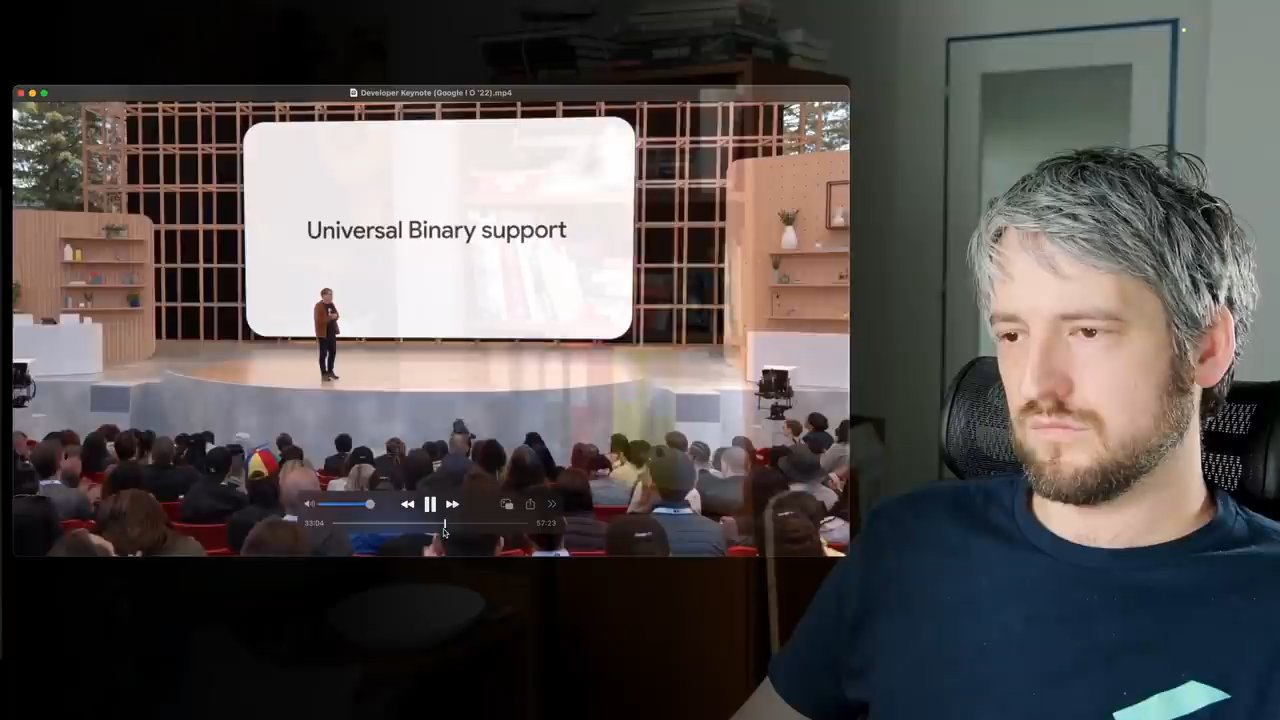 Developer Keynote (Google I O '22).mp4
Universal Binary support
33:04
57:23